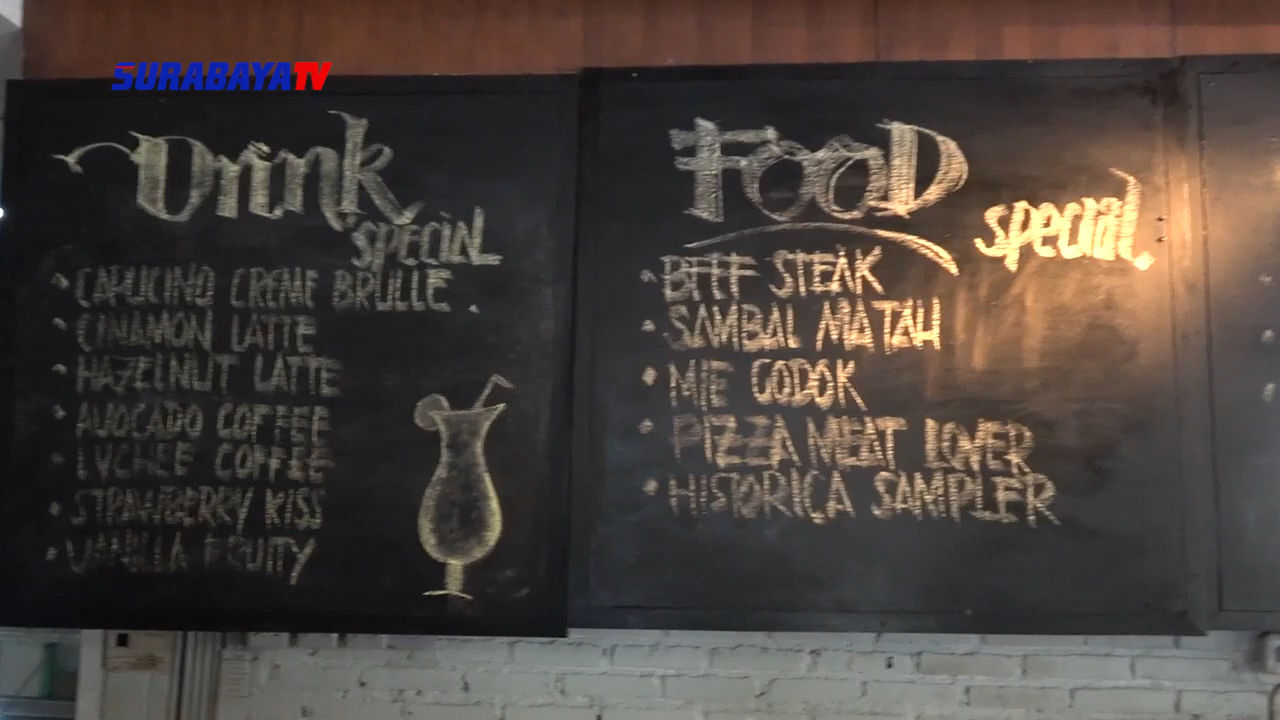 SURABAYATV
Drink
SPECIAL
CAPUCINO CREME BRULLE
CINAMON LATTE
HAZELNUT LATTE
AVOCADO COFFEE
LYCHEE COFFEE
STRAWBERRY KISS
VANILLA FRUITY
FOOD
special
BEEF STEAK
SAMBAL MATAH
MIE GODOK
PIZZA MEAT LOVER
HISTORICA SAMPLER